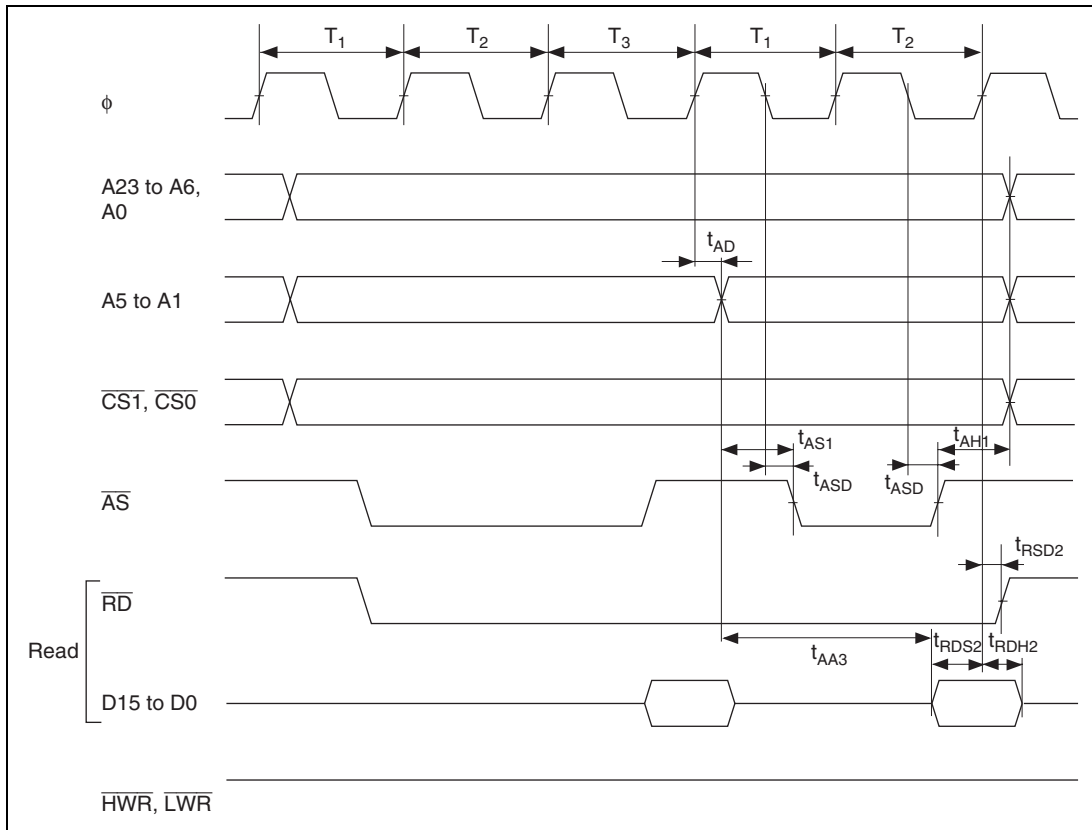 T1 T2 T3 T1 T2
ϕ
A23 to A6,
A0
tAD
A5 to A1
CS1, CS0
tAS1 tAH1
tASD tASD
AS
tRSD2
RD
tRDS2 tRDH2
Read
tAA3
D15 to D0
HWR, LWR